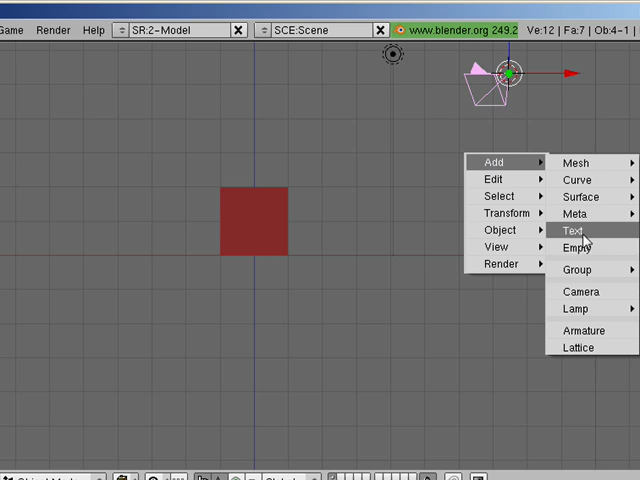 Game Render Help SR:2-Model SCE:Scene www.blender.org 249.2 Ve:12 | Fa:7 | Ob:4-1 |
Add
Edit
Select
Transform
Object
View
Render
Mesh
Curve
Surface
Meta
Text
Empty
Group
Camera
Lamp
Armature
Lattice